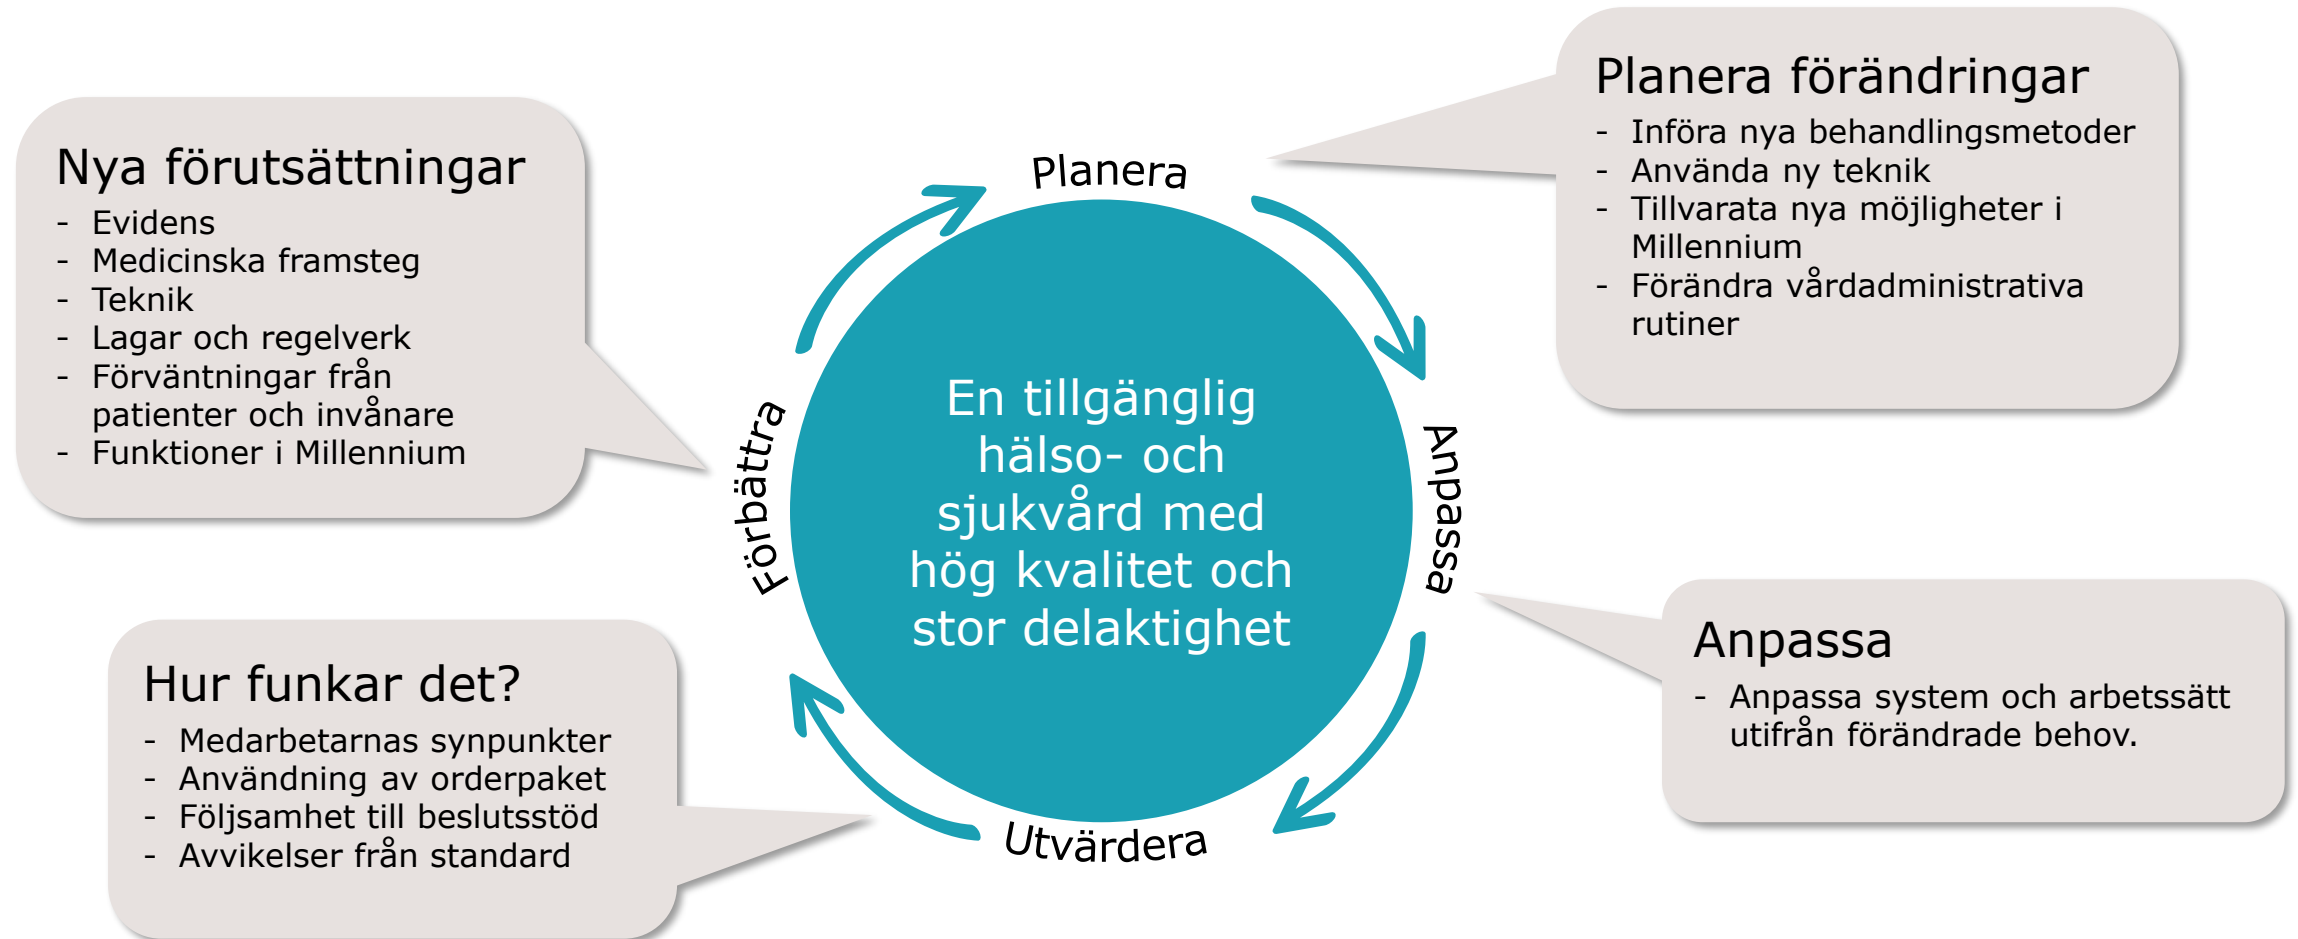 Nya förutsättningar
- Evidens
- Medicinska framsteg
- Teknik
- Lagar och regelverk
- Förväntningar från
patienter och invånare
Funktioner i Millennium
-
Planera förändringar
- Införa nya behandlingsmetoder
- Använda ny teknik
- Tillvarata nya möjligheter i
Millennium
- Förändra vårdadministrativa
rutiner
Planera
Anpassa
Utvärdera
Förbättra
En tillgänglig
hälso- och
sjukvård med
hög kvalitet och
stor delaktighet
Hur funkar det?
- Medarbetarnas synpunkter
- Användning av orderpaket
- Följsamhet till beslutsstöd
- Avvikelser från standard
Anpassa
- Anpassa system och arbetssätt
utifrån förändrade behov.